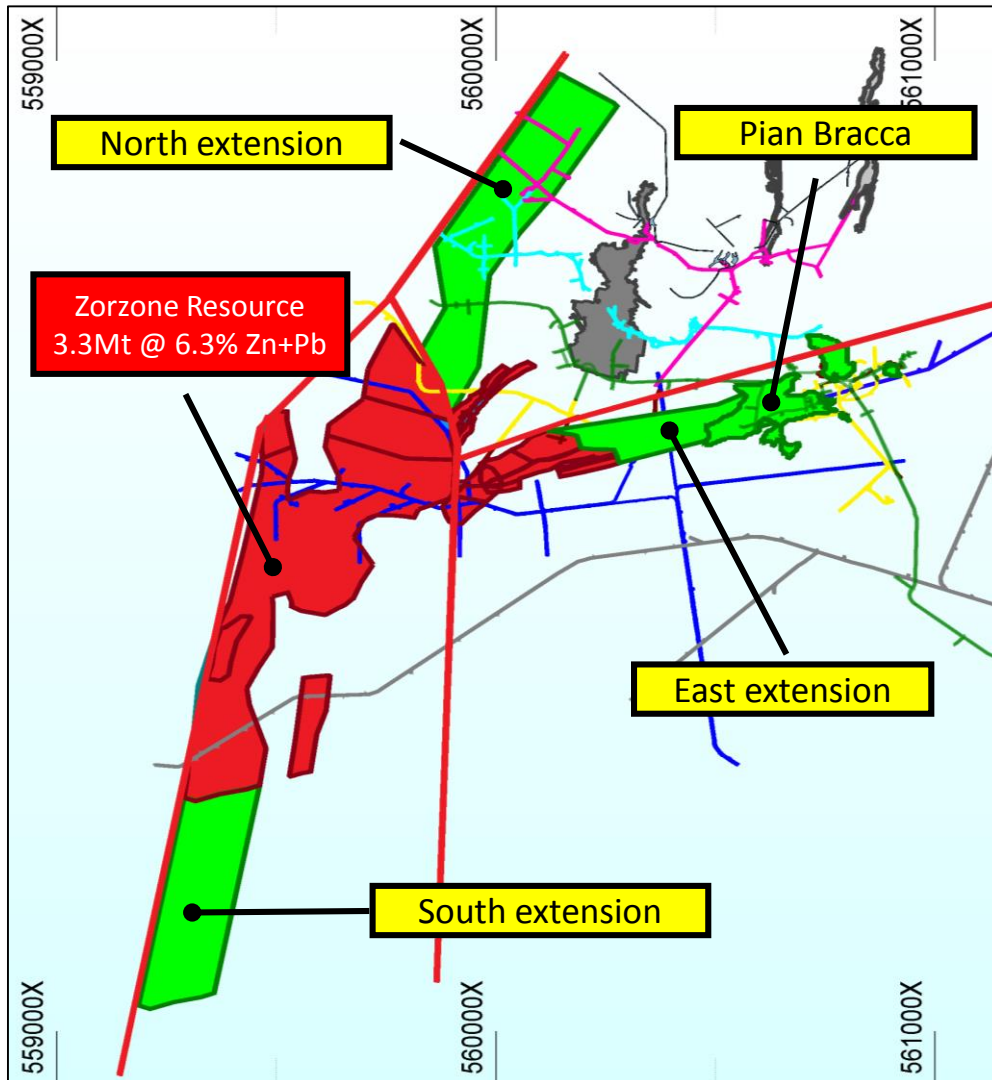 559000X
560000X
561000X
North extension
Pian Bracca
Zorzone Resource
3.3Mt @ 6.3% Zn+Pb
East extension
South extension
559000X
560000X
561000X